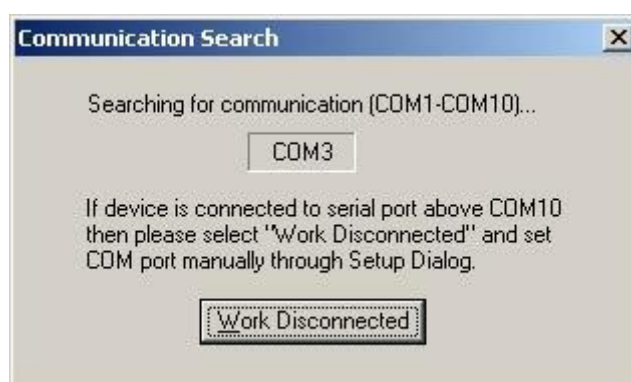 Communication Search
Searching for communication (COM1-COM10)...
COM3
If device is connected to serial port above COM10
then please select "Work Disconnected" and set
COM port manually through Setup Dialog.
Work Disconnected